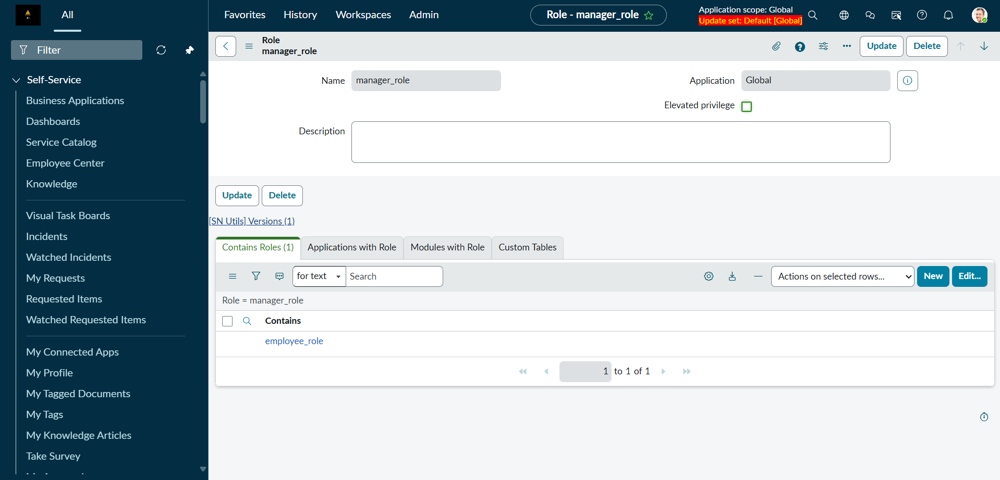 All
Favorites
History
Workspaces
Admin
Role - manager_role
Application scope: Global
Update set: Default [Global]
Filter
Self-Service
Business Applications
Dashboards
Service Catalog
Employee Center
Knowledge
Visual Task Boards
Incidents
Watched Incidents
My Requests
Requested Items
Watched Requested Items
My Connected Apps
My Profile
My Tagged Documents
My Tags
My Knowledge Articles
Take Survey
Role
manager_role
Update
Delete
Name
manager_role
Application
Global
Elevated privilege
Description
Update
Delete
[SN Utils] Versions (1)
Contains Roles (1)
Applications with Role
Modules with Role
Custom Tables
for text
Search
Actions on selected rows...
New
Edit...
Role = manager_role
Contains
employee_role
1 to 1 of 1